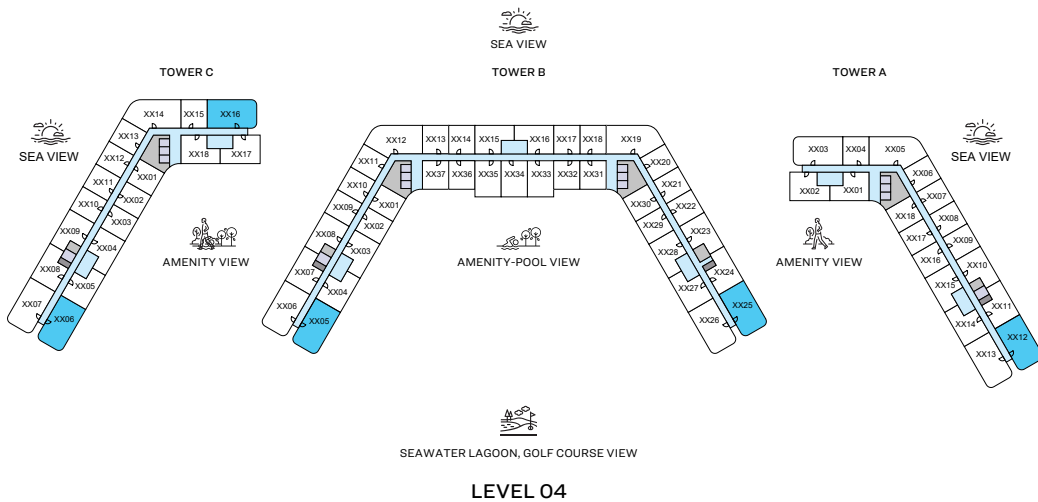 SEA VIEW
TOWER C
TOWER B
TOWER A
SEA VIEW
SEA VIEW
XX14
XX15
XX16
XX13
XX12
XX11
XX10
XX09
XX08
XX07
XX18
XX17
XX01
XX02
XX03
XX04
XX05
XX06
AMENITY VIEW
XX12
XX13
XX14
XX15
XX16
XX17
XX18
XX19
XX11
XX10
XX09
XX08
XX07
XX06
XX37
XX36
XX35
XX34
XX33
XX32
XX31
XX01
XX02
XX03
XX04
XX05
XX20
XX21
XX22
XX23
XX24
XX25
XX30
XX29
XX28
XX27
XX26
AMENITY-POOL VIEW
XX03
XX04
XX05
XX02
XX01
XX06
XX07
XX08
XX09
XX10
XX11
XX12
XX18
XX17
XX16
XX15
XX14
XX13
AMENITY VIEW
SEAWATER LAGOON, GOLF COURSE VIEW
LEVEL 04